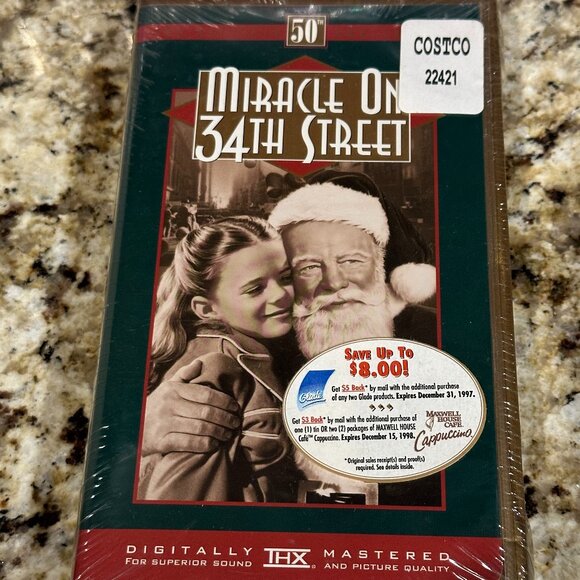 50TH
COSTCO
22421
MIRACLE ON
34TH STREET
SAVE UP TO
$8.00!
Glade
Get $5 Back* by mail with the additional purchase
of any two Glade products. Expires December 31, 1997.
Get $3 Back* by mail with the additional purchase of
one (1) tin OR two (2) packages of MAXWELL HOUSE
Café™ Cappuccino. Expires December 15, 1998.
MAXWELL
HOUSE
CAFE
Cappuccino
*Original sales receipt(s) and proof(s)
required. See details inside.
DIGITALLY THX MASTERED
FOR SUPERIOR SOUND AND PICTURE QUALITY